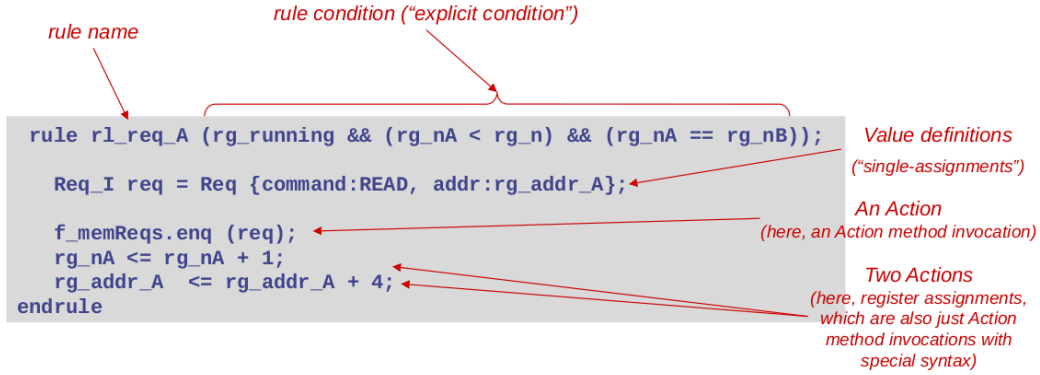 rule condition (“explicit condition”)
rule name
rule rl_req_A (rg_running && (rg_nA < rg_n) && (rg_nA == rg_nB));
Req_I req = Req {command:READ, addr:rg_addr_A};
f_memReqs.enq (req);
rg_nA <= rg_nA + 1;
rg_addr_A  <= rg_addr_A + 4;
endrule
Value definitions
(“single-assignments”)
An Action
(here, an Action method invocation)
Two Actions
(here, register assignments,
which are also just Action
method invocations with
special syntax)